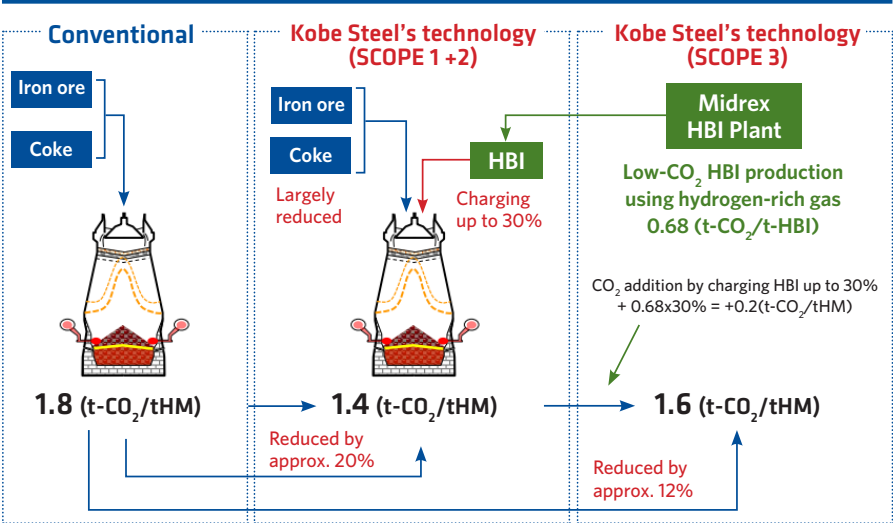 Conventional
Iron ore
Coke
1.8 (t-CO₂/tHM)
Kobe Steel’s technology
(SCOPE 1 +2)
Iron ore
Coke
Largely
reduced
HBI
Charging
up to 30%
1.4 (t-CO₂/tHM)
Reduced by
approx. 20%
Kobe Steel’s technology
(SCOPE 3)
Midrex
HBI Plant
Low-CO₂ HBI production
using hydrogen-rich gas
0.68 (t-CO₂/t-HBI)
CO₂ addition by charging HBI up to 30%
+ 0.68x30% = +0.2(t-CO₂/tHM)
1.6 (t-CO₂/tHM)
Reduced by
approx. 12%